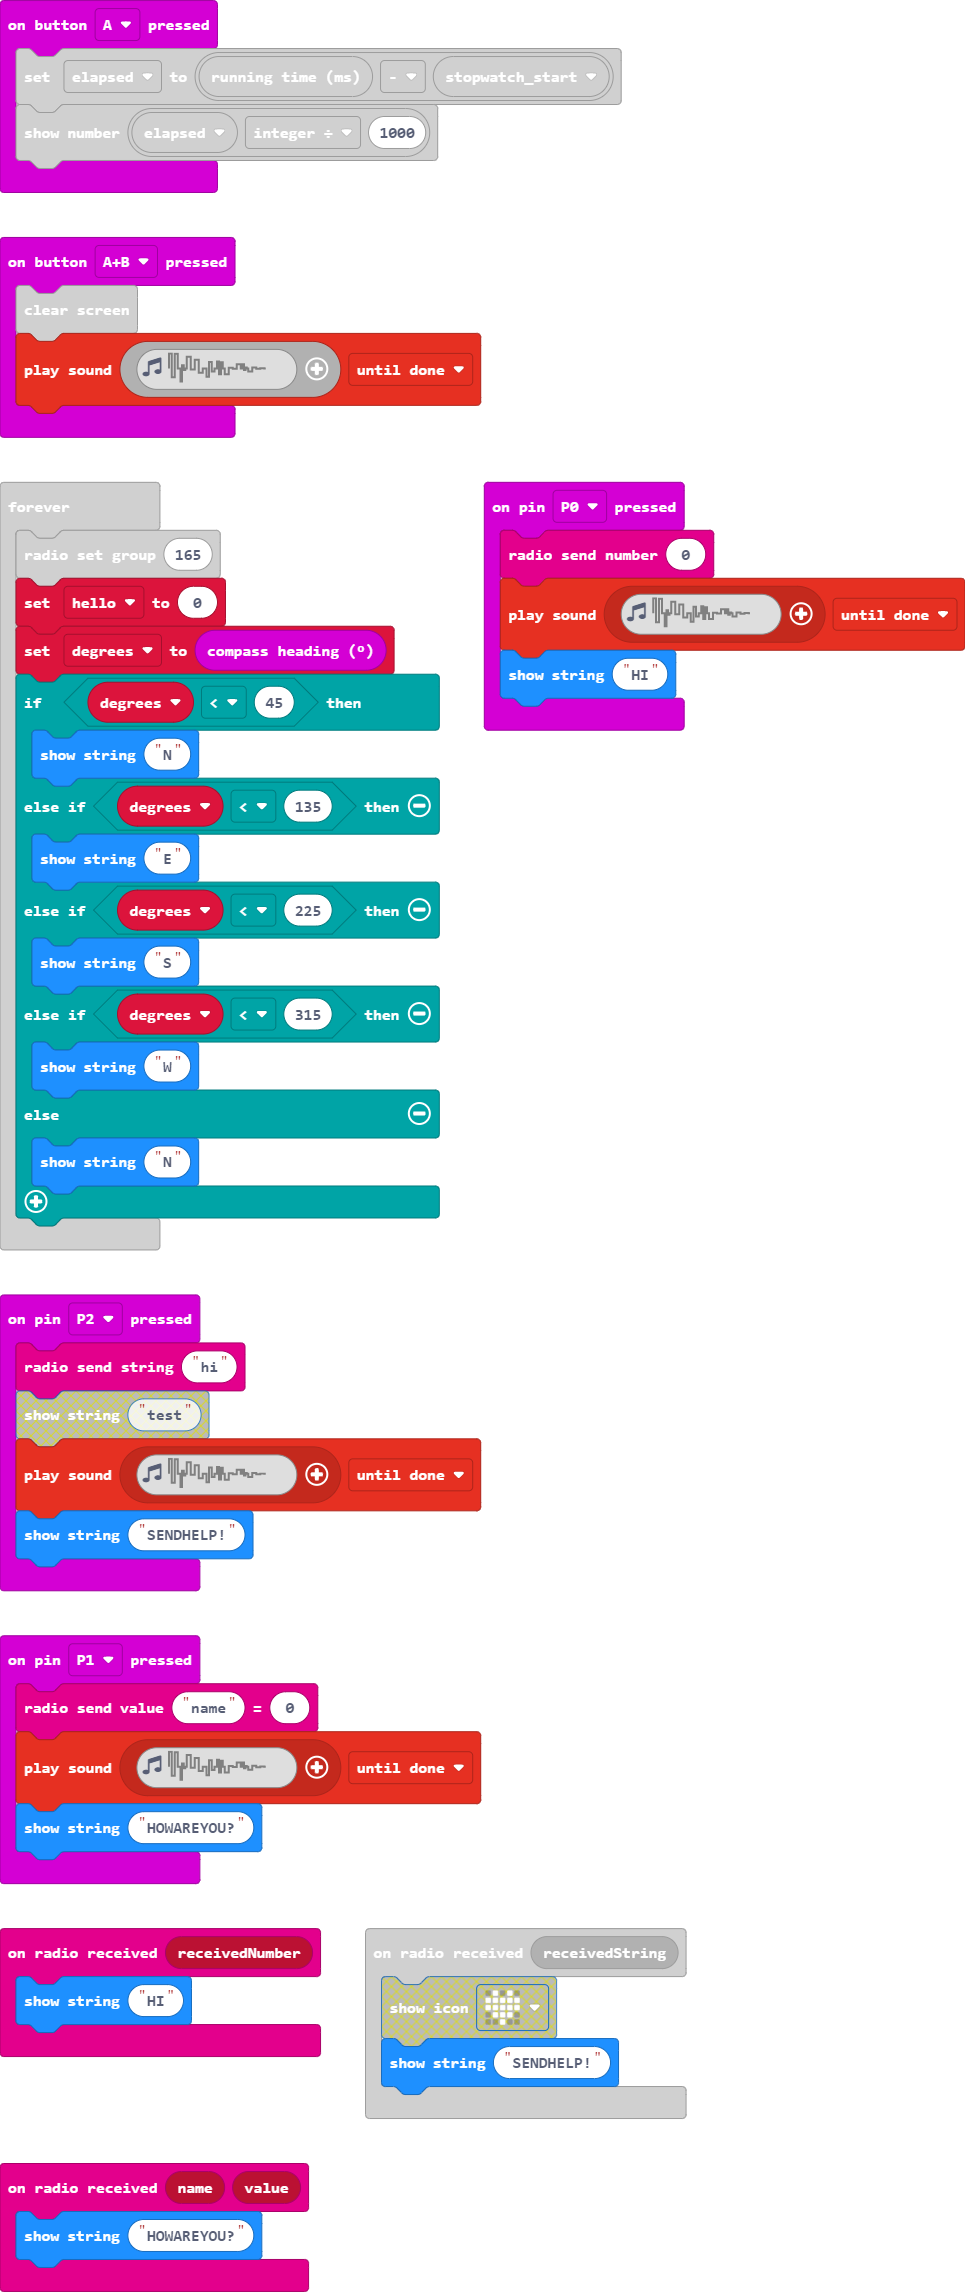 on button A pressed
set elapsed to running time (ms) - stopwatch_start
show number elapsed integer ÷ 1000
on button A+B pressed
clear screen
play sound until done
forever
radio set group 165
set hello to 0
set degrees to compass heading (º)
if degrees < 45 then
show string "N"
else if degrees < 135 then
show string "E"
else if degrees < 225 then
show string "S"
else if degrees < 315 then
show string "W"
else
show string "N"
on pin P0 pressed
radio send number 0
play sound until done
show string "HI"
on pin P2 pressed
radio send string "hi"
show string "test"
play sound until done
show string "SENDHELP!"
on pin P1 pressed
radio send value "name" = 0
play sound until done
show string "HOWAREYOU?"
on radio received receivedNumber
show string "HI"
on radio received receivedString
show icon
show string "SENDHELP!"
on radio received name value
show string "HOWAREYOU?"